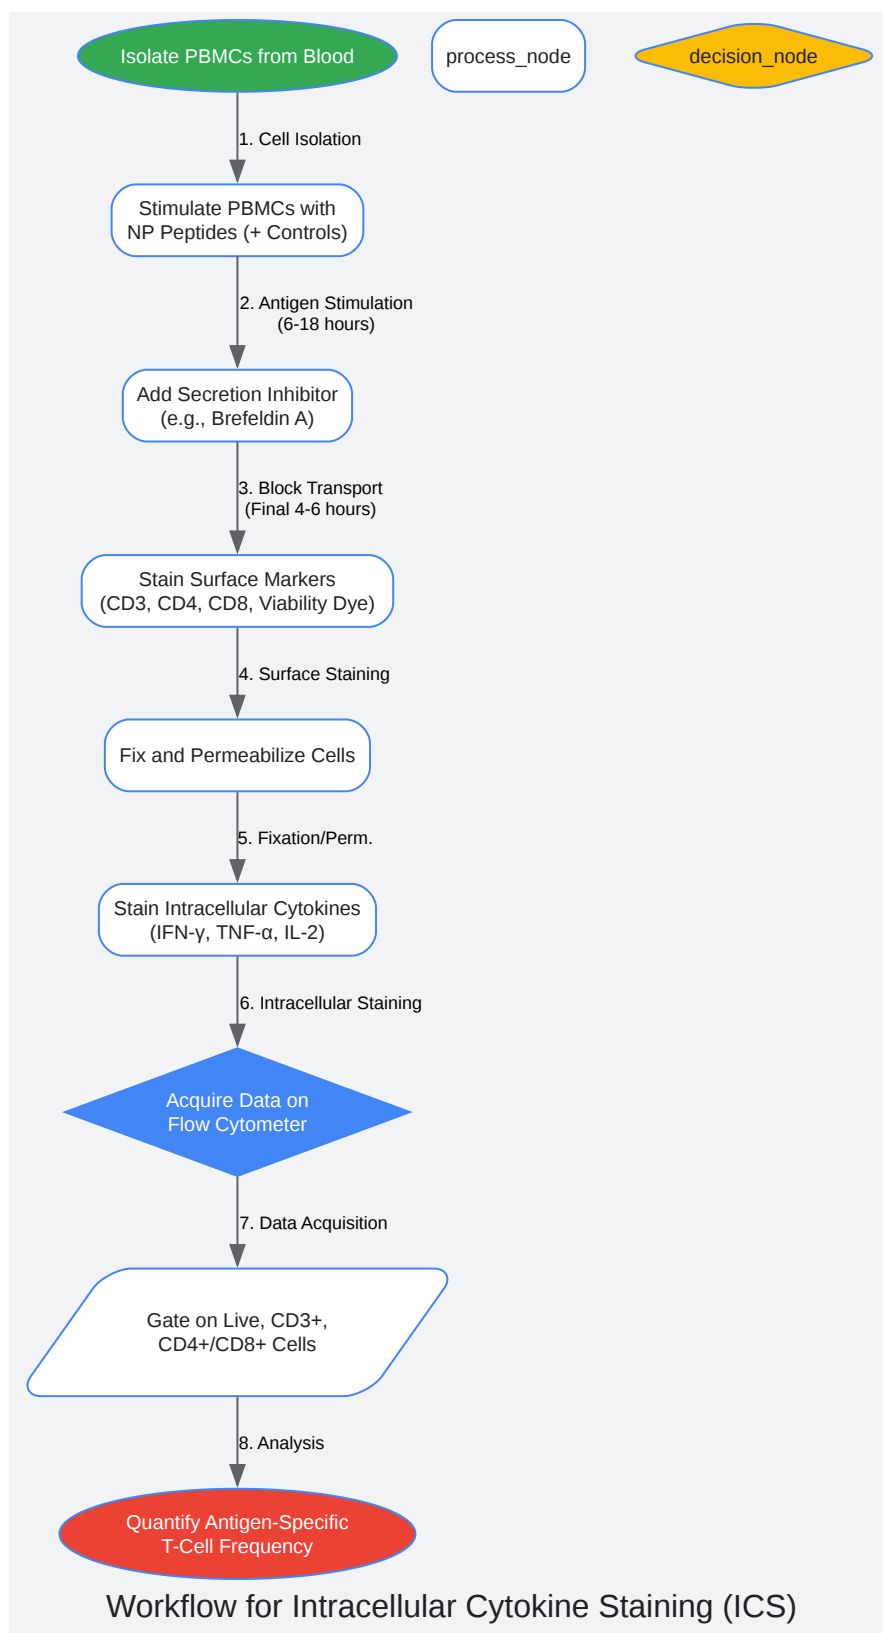 Isolate PBMCs from Blood
process_node
decision_node
1. Cell Isolation
Stimulate PBMCs with
NP Peptides (+ Controls)
2. Antigen Stimulation
(6-18 hours)
Add Secretion Inhibitor
(e.g., Brefeldin A)
3. Block Transport
(Final 4-6 hours)
Stain Surface Markers
(CD3, CD4, CD8, Viability Dye)
4. Surface Staining
Fix and Permeabilize Cells
5. Fixation/Perm.
Stain Intracellular Cytokines
(IFN-γ, TNF-α, IL-2)
6. Intracellular Staining
Acquire Data on
Flow Cytometer
7. Data Acquisition
Gate on Live, CD3+,
CD4+/CD8+ Cells
8. Analysis
Quantify Antigen-Specific
T-Cell Frequency
Workflow for Intracellular Cytokine Staining (ICS)